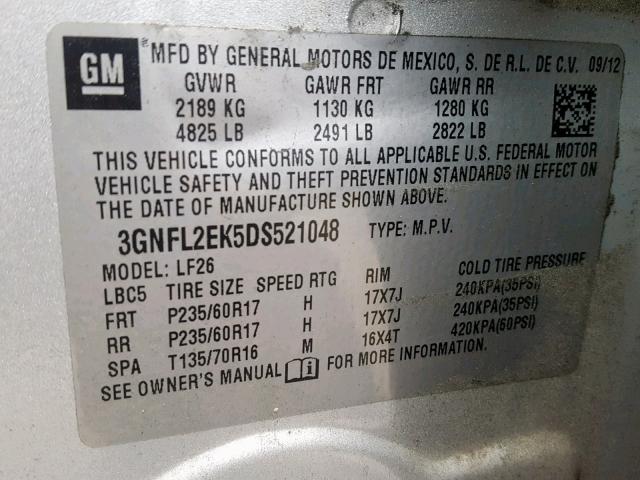 GM
MFD BY GENERAL MOTORS DE MEXICO, S. DE R.L. DE C.V. 09/12
GVWR GAWR FRT GAWR RR
2189 KG 1130 KG 1280 KG
4825 LB 2491 LB 2822 LB
THIS VEHICLE CONFORMS TO ALL APPLICABLE U.S. FEDERAL MOTOR
VEHICLE SAFETY AND THEFT PREVENTION STANDARDS IN EFFECT ON
THE DATE OF MANUFACTURE SHOWN ABOVE.
3GNFL2EK5DS521048 TYPE: M.P.V.
MODEL: LF26
LBC5 TIRE SIZE SPEED RTG RIM COLD TIRE PRESSURE
FRT P235/60R17 H 17X7J 240KPA(35PSI)
RR P235/60R17 H 17X7J 240KPA(35PSI)
SPA T135/70R16 M 16X4T 420KPA(60PSI)
SEE OWNER'S MANUAL i FOR MORE INFORMATION.